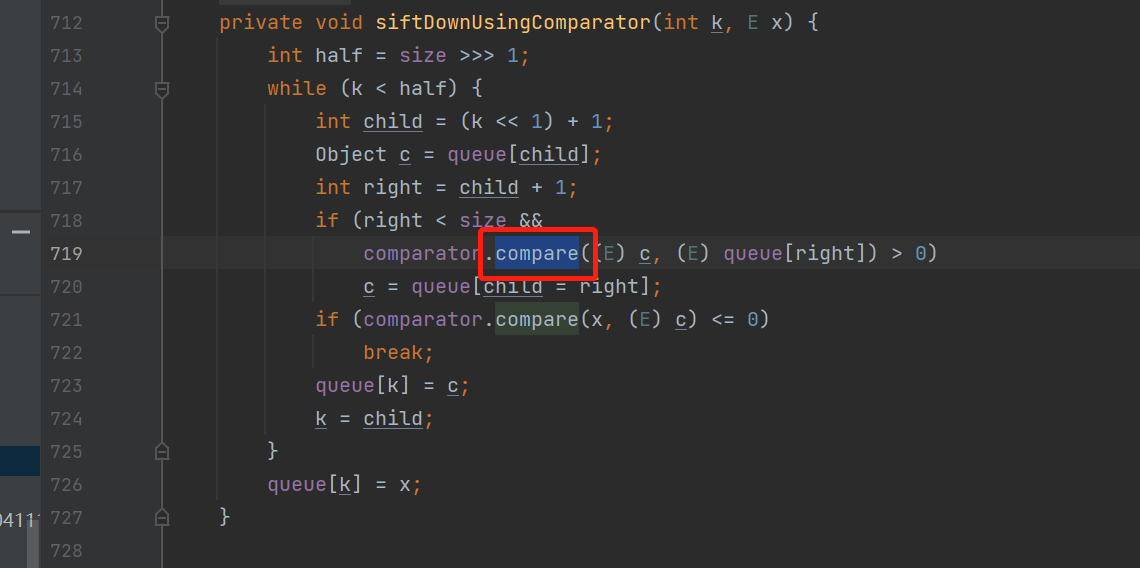 712 private void siftDownUsingComparator(int k, E x) {
713 int half = size >>> 1;
714 while (k < half) {
715 int child = (k << 1) + 1;
716 Object c = queue[child];
717 int right = child + 1;
718 if (right < size &&
719 comparator.compare((E) c, (E) queue[right]) > 0)
720 c = queue[child = right];
721 if (comparator.compare(x, (E) c) <= 0)
722 break;
723 queue[k] = c;
724 k = child;
725 }
726 queue[k] = x;
727 }
728